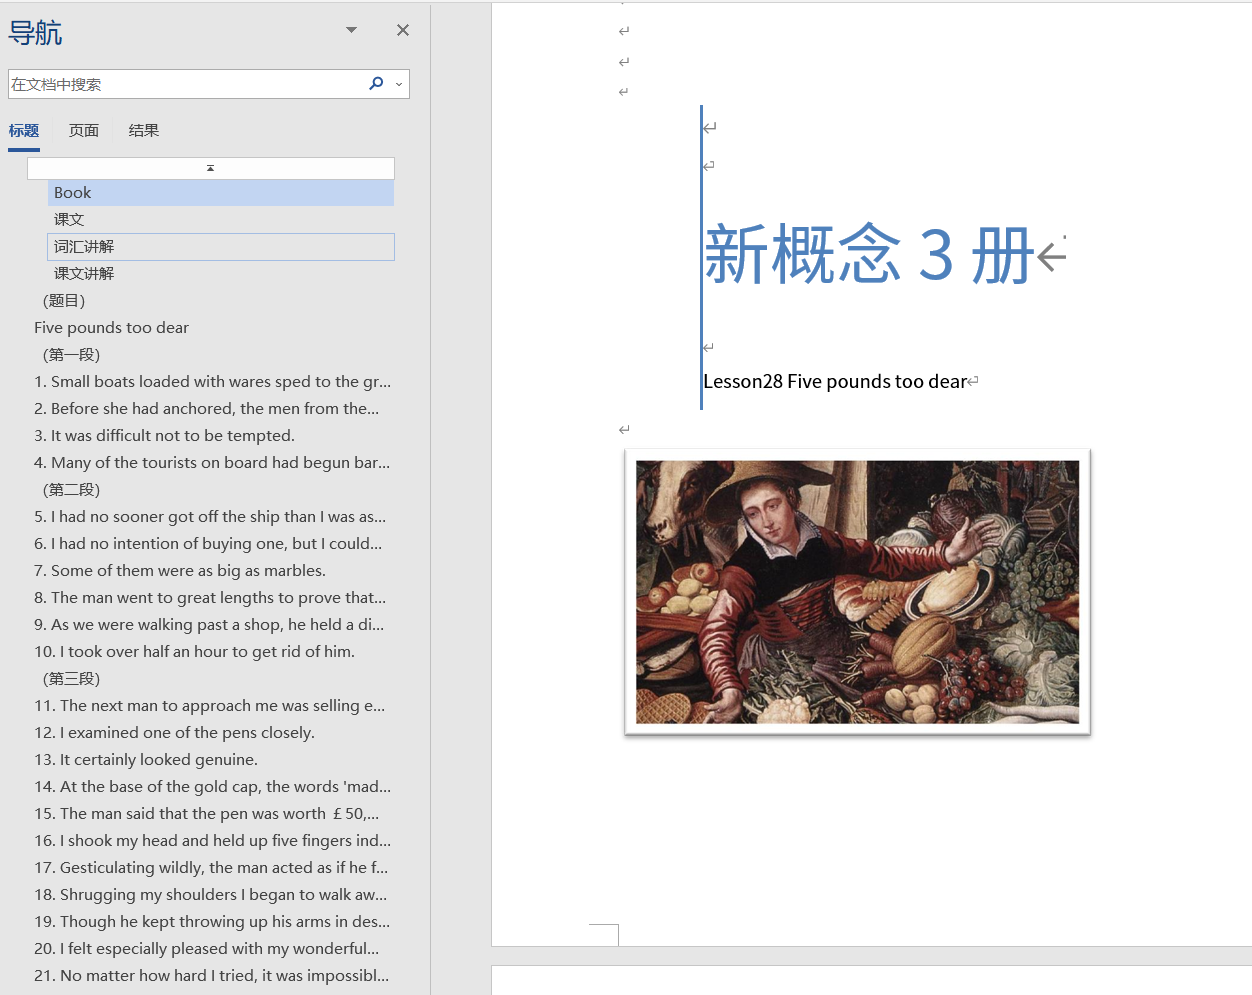 导航
在文档中搜索
标题 页面 结果
Book
课文
词汇讲解
课文讲解
(题目)
Five pounds too dear
(第一段)
1. Small boats loaded with wares sped to the gr...
2. Before she had anchored, the men from the...
3. It was difficult not to be tempted.
4. Many of the tourists on board had begun bar...
(第二段)
5. I had no sooner got off the ship than I was as...
6. I had no intention of buying one, but I could...
7. Some of them were as big as marbles.
8. The man went to great lengths to prove that...
9. As we were walking past a shop, he held a di...
10. I took over half an hour to get rid of him.
(第三段)
11. The next man to approach me was selling e...
12. I examined one of the pens closely.
13. It certainly looked genuine.
14. At the base of the gold cap, the words 'mad...
15. The man said that the pen was worth ￡50,...
16. I shook my head and held up five fingers ind...
17. Gesticulating wildly, the man acted as if he f...
18. Shrugging my shoulders I began to walk aw...
19. Though he kept throwing up his arms in des...
20. I felt especially pleased with my wonderful...
21. No matter how hard I tried, it was impossibl...
新概念 3 册
Lesson28 Five pounds too dear